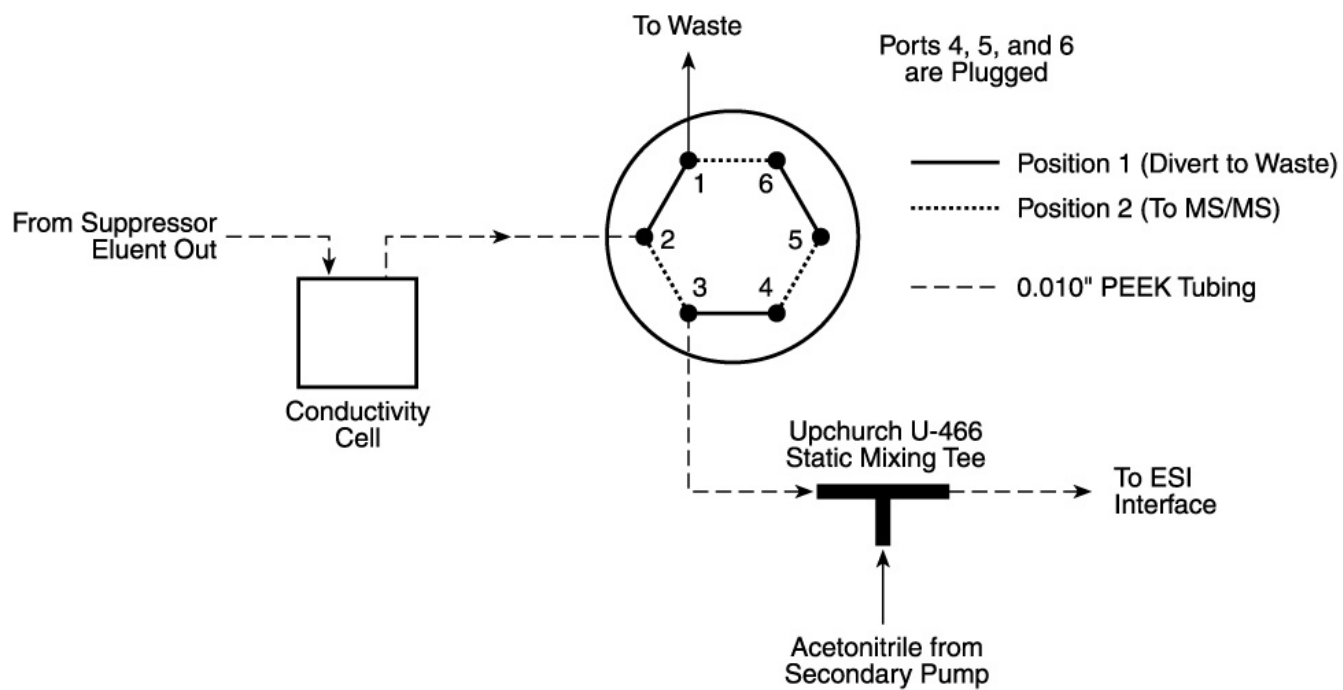 To Waste
Ports 4, 5, and 6
are Plugged
1
6
Position 1 (Divert to Waste)
From Suppressor
Eluent Out
2
5
Position 2 (To MS/MS)
3
4
0.010" PEEK Tubing
Conductivity
Cell
Upchurch U-466
Static Mixing Tee
To ESI
Interface
Acetonitrile from
Secondary Pump